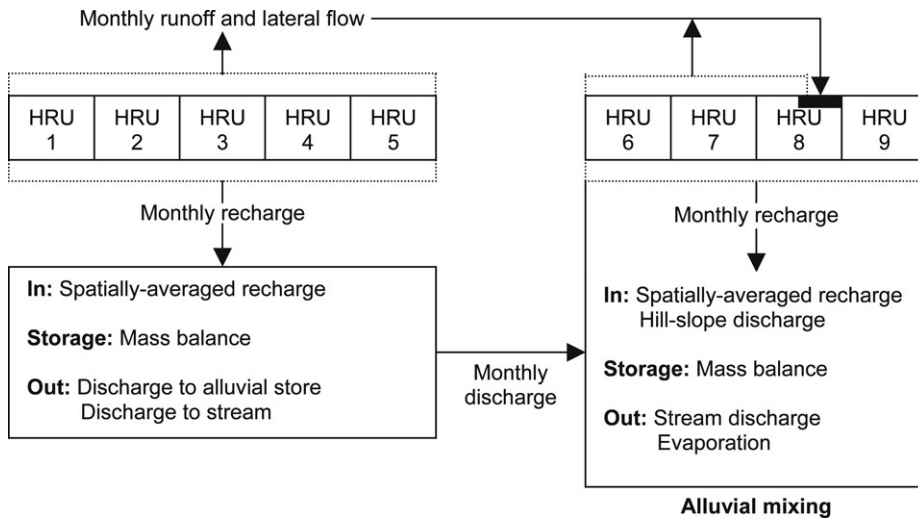 Monthly runoff and lateral flow
HRU 1
HRU 2
HRU 3
HRU 4
HRU 5
HRU 6
HRU 7
HRU 8
HRU 9
Monthly recharge
Monthly recharge
In: Spatially-averaged recharge
Storage: Mass balance
Out: Discharge to alluvial store
Discharge to stream
Monthly
discharge
In: Spatially-averaged recharge
Hill-slope discharge
Storage: Mass balance
Out: Stream discharge
Evaporation
Alluvial mixing